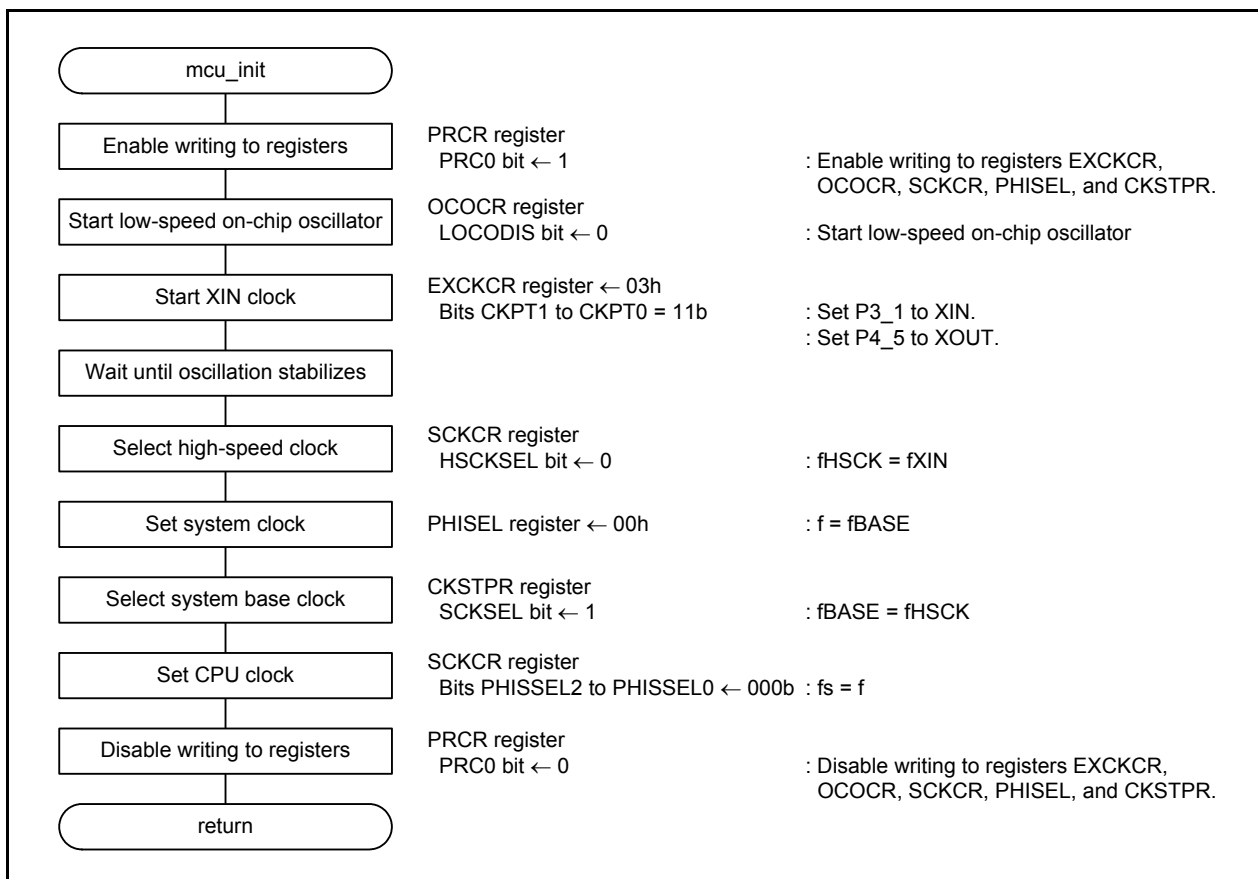 mcu_init
Enable writing to registers
PRCR register
PRC0 bit ← 1 : Enable writing to registers EXCKCR,
OCOCR, SCKCR, PHISEL, and CKSTPR.
Start low-speed on-chip oscillator
OCOCR register
LOCODIS bit ← 0 : Start low-speed on-chip oscillator
Start XIN clock
EXCKCR register ← 03h
Bits CKPT1 to CKPT0 = 11b : Set P3_1 to XIN.
: Set P4_5 to XOUT.
Wait until oscillation stabilizes
Select high-speed clock
SCKCR register
HSCKSEL bit ← 0 : fHSCK = fXIN
Set system clock
PHISEL register ← 00h : f = fBASE
Select system base clock
CKSTPR register
SCKSEL bit ← 1 : fBASE = fHSCK
Set CPU clock
SCKCR register
Bits PHISSEL2 to PHISSEL0 ← 000b : fs = f
Disable writing to registers
PRCR register
PRC0 bit ← 0 : Disable writing to registers EXCKCR,
OCOCR, SCKCR, PHISEL, and CKSTPR.
return